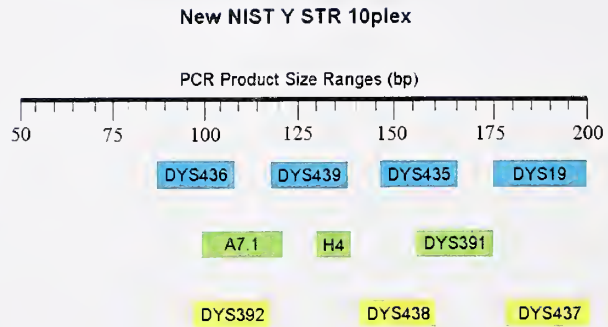 New NIST Y STR 10plex
PCR Product Size Ranges (bp)
50 75 100 125 150 175 200
DYS436 DYS439 DYS435 DYS19
A7.1 H4 DYS391
DYS392 DYS438 DYS437